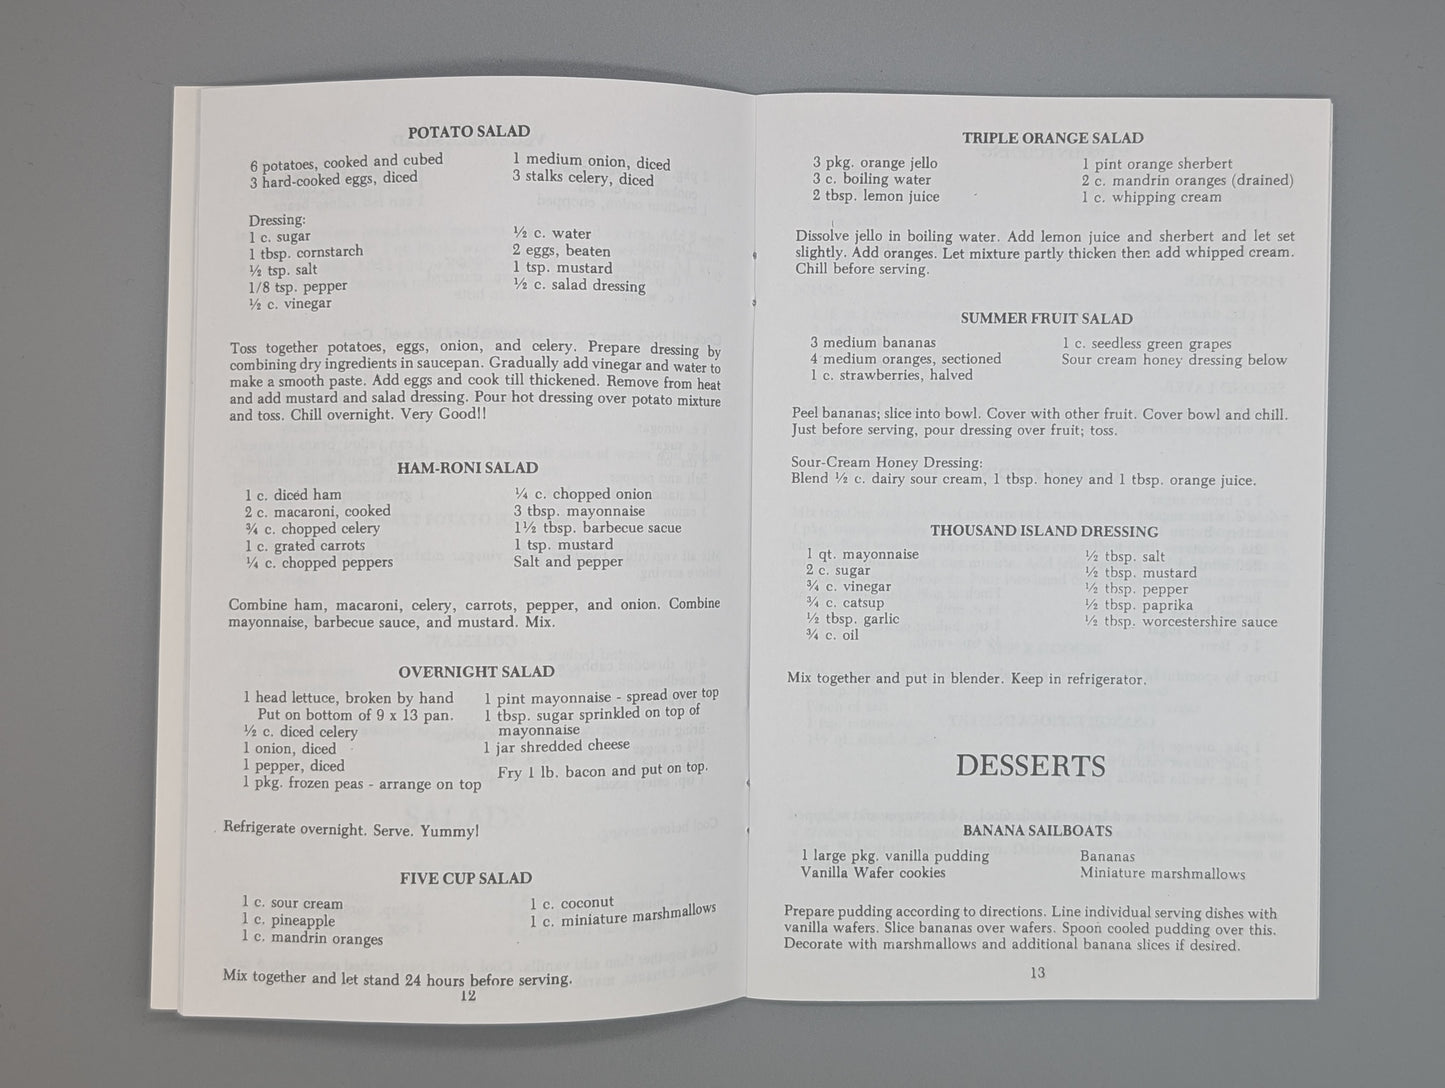 POTATO SALAD
6 potatoes, cooked and cubed
3 hard-cooked eggs, diced
1 medium onion, diced
3 stalks celery, diced
Dressing:
1 c. sugar
1 tbsp. cornstarch
½ tsp. salt
1/8 tsp. pepper
½ c. vinegar
½ c. water
2 eggs, beaten
1 tsp. mustard
½ c. salad dressing
Toss together potatoes, eggs, onion, and celery. Prepare dressing by
combining dry ingredients in saucepan. Gradually add vinegar and water to
make a smooth paste. Add eggs and cook till thickened. Remove from heat
and add mustard and salad dressing. Pour hot dressing over potato mixture
and toss. Chill overnight. Very Good!!
HAM-RONI SALAD
1 c. diced ham
2 c. macaroni, cooked
¾ c. chopped celery
1 c. grated carrots
¼ c. chopped peppers
¼ c. chopped onion
3 tbsp. mayonnaise
1½ tbsp. barbecue sacue
1 tsp. mustard
Salt and pepper
Combine ham, macaroni, celery, carrots, pepper, and onion. Combine
mayonnaise, barbecue sauce, and mustard. Mix.
OVERNIGHT SALAD
1 head lettuce, broken by hand
Put on bottom of 9 x 13 pan.
½ c. diced celery
1 onion, diced
1 pepper, diced
1 pkg. frozen peas - arrange on top
1 pint mayonnaise - spread over top
1 tbsp. sugar sprinkled on top of
mayonnaise
1 jar shredded cheese
Fry 1 lb. bacon and put on top.
Refrigerate overnight. Serve. Yummy!
FIVE CUP SALAD
1 c. sour cream
1 c. pineapple
1 c. mandrin oranges
1 c. coconut
1 c. miniature marshmallows
Mix together and let stand 24 hours before serving.
12
TRIPLE ORANGE SALAD
3 pkg. orange jello
3 c. boiling water
2 tbsp. lemon juice
1 pint orange sherbert
2 c. mandrin oranges (drained)
1 c. whipping cream
Dissolve jello in boiling water. Add lemon juice and sherbert and let set
slightly. Add oranges. Let mixture partly thicken then add whipped cream.
Chill before serving.
SUMMER FRUIT SALAD
3 medium bananas
4 medium oranges, sectioned
1 c. strawberries, halved
1 c. seedless green grapes
Sour cream honey dressing below
Peel bananas; slice into bowl. Cover with other fruit. Cover bowl and chill.
Just before serving, pour dressing over fruit; toss.
Sour-Cream Honey Dressing:
Blend ½ c. dairy sour cream, 1 tbsp. honey and 1 tbsp. orange juice.
THOUSAND ISLAND DRESSING
1 qt. mayonnaise
2 c. sugar
¾ c. vinegar
¾ c. catsup
½ tbsp. garlic
¾ c. oil
½ tbsp. salt
½ tbsp. mustard
½ tbsp. pepper
½ tbsp. paprika
½ tbsp. worcestershire sauce
Mix together and put in blender. Keep in refrigerator.
DESSERTS
BANANA SAILBOATS
1 large pkg. vanilla pudding
Vanilla Wafer cookies
Bananas
Miniature marshmallows
Prepare pudding according to directions. Line individual serving dishes with
vanilla wafers. Slice bananas over wafers. Spoon cooled pudding over this.
Decorate with marshmallows and additional banana slices if desired.
13